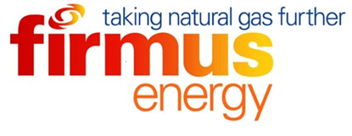 taking natural gas further
firmus
energy